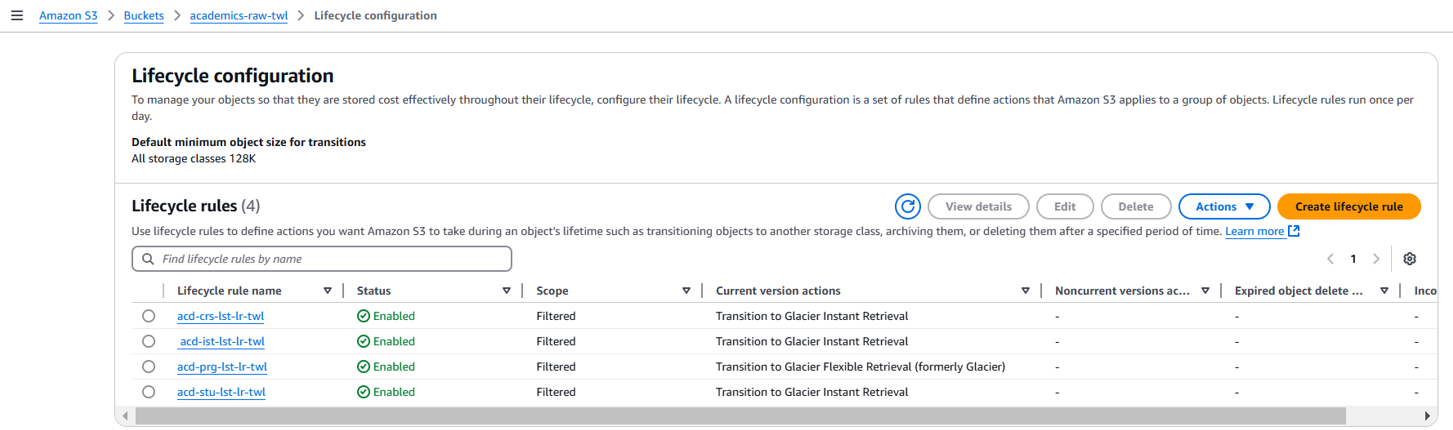 Amazon S3 > Buckets > academics-raw-twl > Lifecycle configuration
Lifecycle configuration
To manage your objects so that they are stored cost effectively throughout their lifecycle, configure their lifecycle. A lifecycle configuration is a set of rules that define actions that Amazon S3 applies to a group of objects. Lifecycle rules run once per
day.
Default minimum object size for transitions
All storage classes 128K
Lifecycle rules (4)
View details
Edit
Delete
Actions
Create lifecycle rule
Use lifecycle rules to define actions you want Amazon S3 to take during an object's lifetime such as transitioning objects to another storage class, archiving them, or deleting them after a specified period of time. Learn more
Find lifecycle rules by name
1
Lifecycle rule name Status Scope Current version actions Noncurrent versions ac... Expired object delete ... Inco
acd-crs-lst-lr-twl Enabled Filtered Transition to Glacier Instant Retrieval - - -
acd-ist-lst-lr-twl Enabled Filtered Transition to Glacier Instant Retrieval - - -
acd-prg-lst-lr-twl Enabled Filtered Transition to Glacier Flexible Retrieval (formerly Glacier) - - -
acd-stu-lst-lr-twl Enabled Filtered Transition to Glacier Instant Retrieval - - -